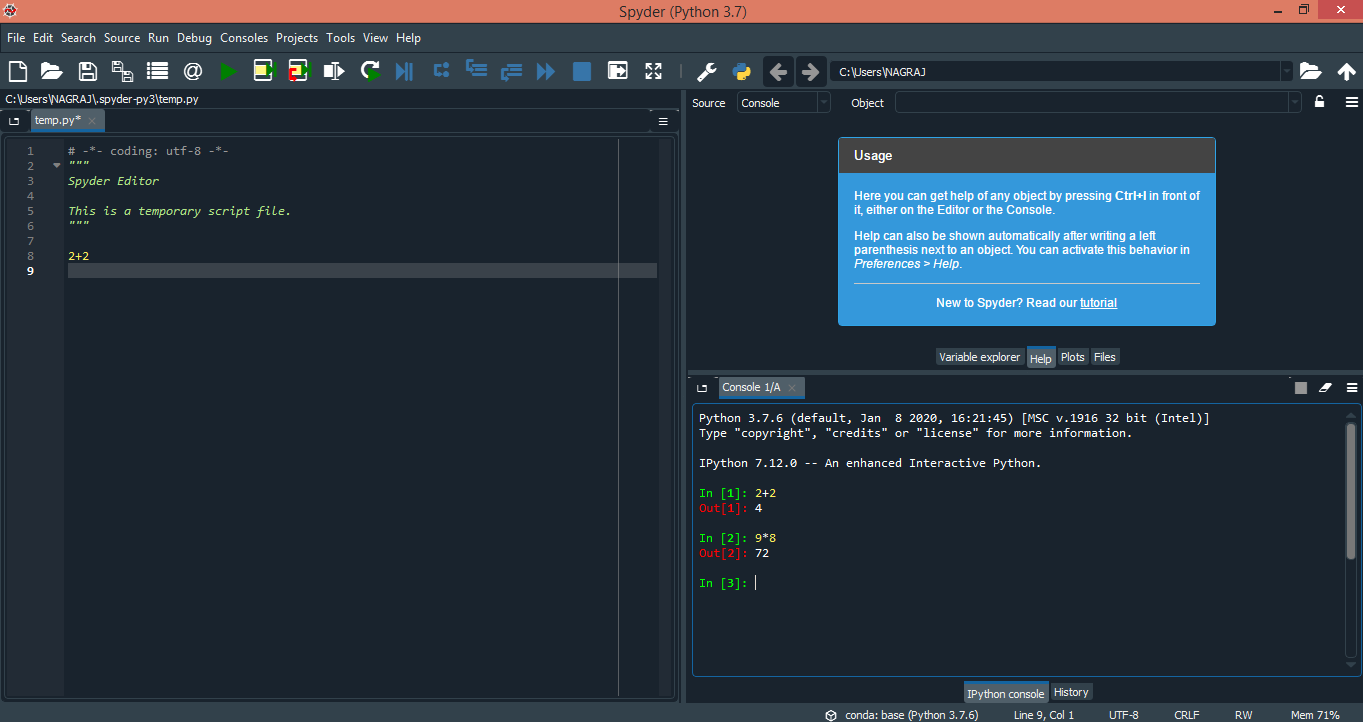 Spyder (Python 3.7)
File Edit Search Source Run Debug Consoles Projects Tools View Help
C:\Users\NAGRAJ
C:\Users\NAGRAJ\.spyder-py3\temp.py
temp.py*
1 # -*- coding: utf-8 -*-
2 """
3 Spyder Editor
4
5 This is a temporary script file.
6 """
7
8 2+2
9
Source Console Object
Usage
Here you can get help of any object by pressing Ctrl+I in front of
it, either on the Editor or the Console.
Help can also be shown automatically after writing a left
parenthesis next to an object. You can activate this behavior in
Preferences > Help.
New to Spyder? Read our tutorial
Variable explorer Help Plots Files
Console 1/A
Python 3.7.6 (default, Jan  8 2020, 16:21:45) [MSC v.1916 32 bit (Intel)]
Type "copyright", "credits" or "license" for more information.
IPython 7.12.0 -- An enhanced Interactive Python.
In [1]: 2+2
Out[1]: 4
In [2]: 9*8
Out[2]: 72
In [3]:
IPython console History
conda: base (Python 3.7.6) Line 9, Col 1 UTF-8 CRLF RW Mem 71%